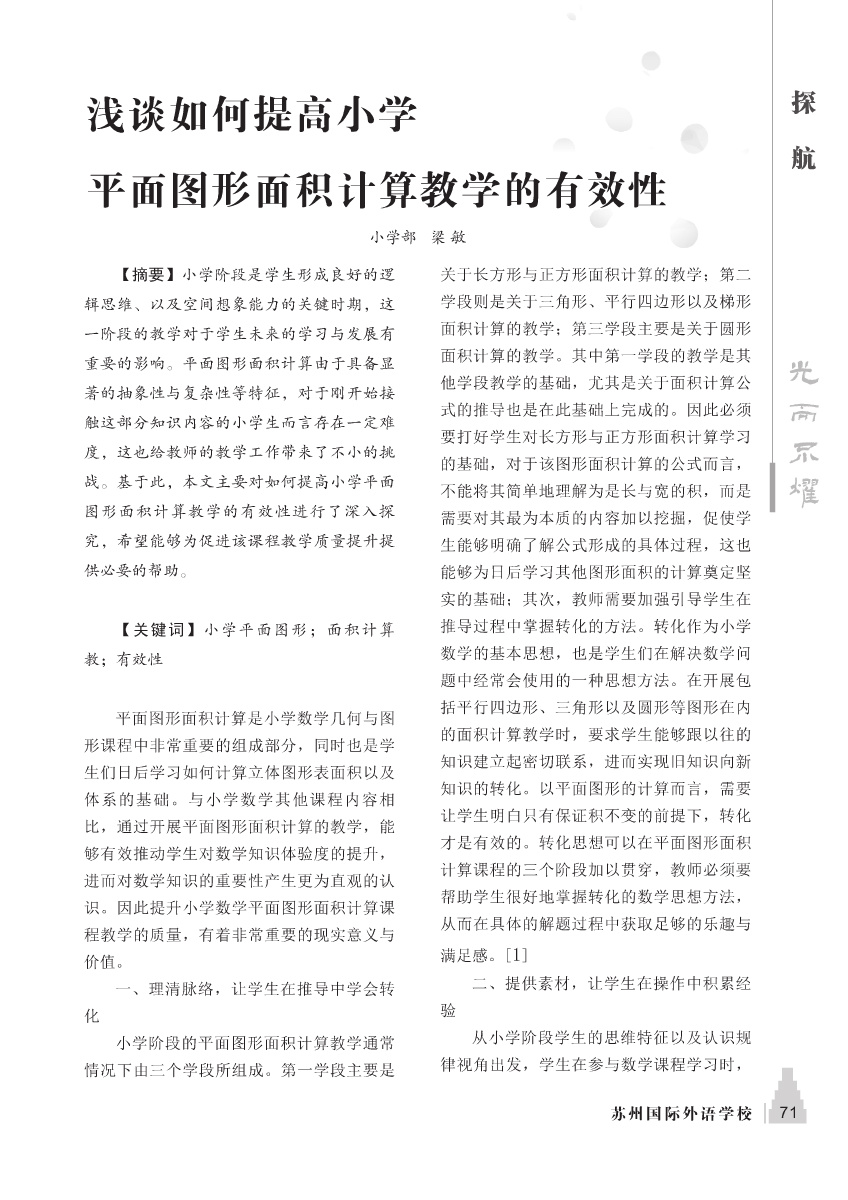 浅谈如何提高小学
平面图形面积计算教学的有效性
小学部 梁 敏
【摘要】小学阶段是学生形成良好的逻
辑思维、以及空间想象能力的关键时期，这
一阶段的教学对于学生未来的学习与发展有
重要的影响。平面图形面积计算由于具备显
著的抽象性与复杂性等特征，对于刚开始接
触这部分知识内容的小学生而言存在一定难
度，这也给教师的教学工作带来了不小的挑
战。基于此，本文主要对如何提高小学平面
图形面积计算教学的有效性进行了深入探
究，希望能够为促进该课程教学质量提升提
供必要的帮助。
【关键词】小学平面图形；面积计算
教；有效性
平面图形面积计算是小学数学几何与图
形课程中非常重要的组成部分，同时也是学
生们日后学习如何计算立体图形表面积以及
体系的基础。与小学数学其他课程内容相
比，通过开展平面图形面积计算的教学，能
够有效推动学生对数学知识体验度的提升，
进而对数学知识的重要性产生更为直观的认
识。因此提升小学数学平面图形面积计算课
程教学的质量，有着非常重要的现实意义与
价值。
一、理清脉络，让学生在推导中学会转
化
小学阶段的平面图形面积计算教学通常
情况下由三个学段所组成。第一学段主要是
关于长方形与正方形面积计算的教学；第二
学段则是关于三角形、平行四边形以及梯形
面积计算的教学；第三学段主要是关于圆形
面积计算的教学。其中第一学段的教学是其
他学段教学的基础，尤其是关于面积计算公
式的推导也是在此基础上完成的。因此必须
要打好学生对长方形与正方形面积计算学习
的基础，对于该图形面积计算的公式而言，
不能将其简单地理解为是长与宽的积，而是
需要对其最为本质的内容加以挖掘，促使学
生能够明确了解公式形成的具体过程，这也
能够为日后学习其他图形面积的计算奠定坚
实的基础；其次，教师需要加强引导学生在
推导过程中掌握转化的方法。转化作为小学
数学的基本思想，也是学生们在解决数学问
题中经常会使用的一种思想方法。在开展包
括平行四边形、三角形以及圆形等图形在内
的面积计算教学时，要求学生能够跟以往的
知识建立起密切联系，进而实现旧知识向新
知识的转化。以平面图形的计算而言，需要
让学生明白只有保证积不变的前提下，转化
才是有效的。转化思想可以在平面图形面积
计算课程的三个阶段加以贯穿，教师必须要
帮助学生很好地掌握转化的数学思想方法，
从而在具体的解题过程中获取足够的乐趣与
满足感。[1]
二、提供素材，让学生在操作中积累经
验
从小学阶段学生的思维特征以及认识规
律视角出发，学生在参与数学课程学习时，
探
航
光
而
不
耀
苏州国际外语学校 71